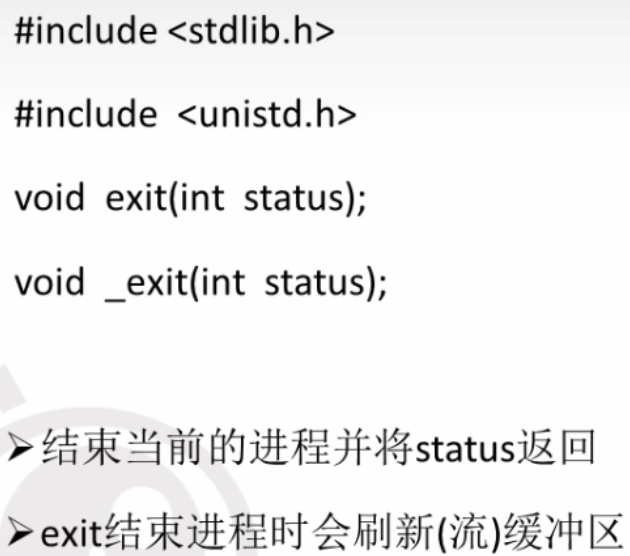 #include <stdlib.h>
#include <unistd.h>
void exit(int status);
void _exit(int status);
➢结束当前的进程并将status返回
➢exit结束进程时会刷新(流)缓冲区